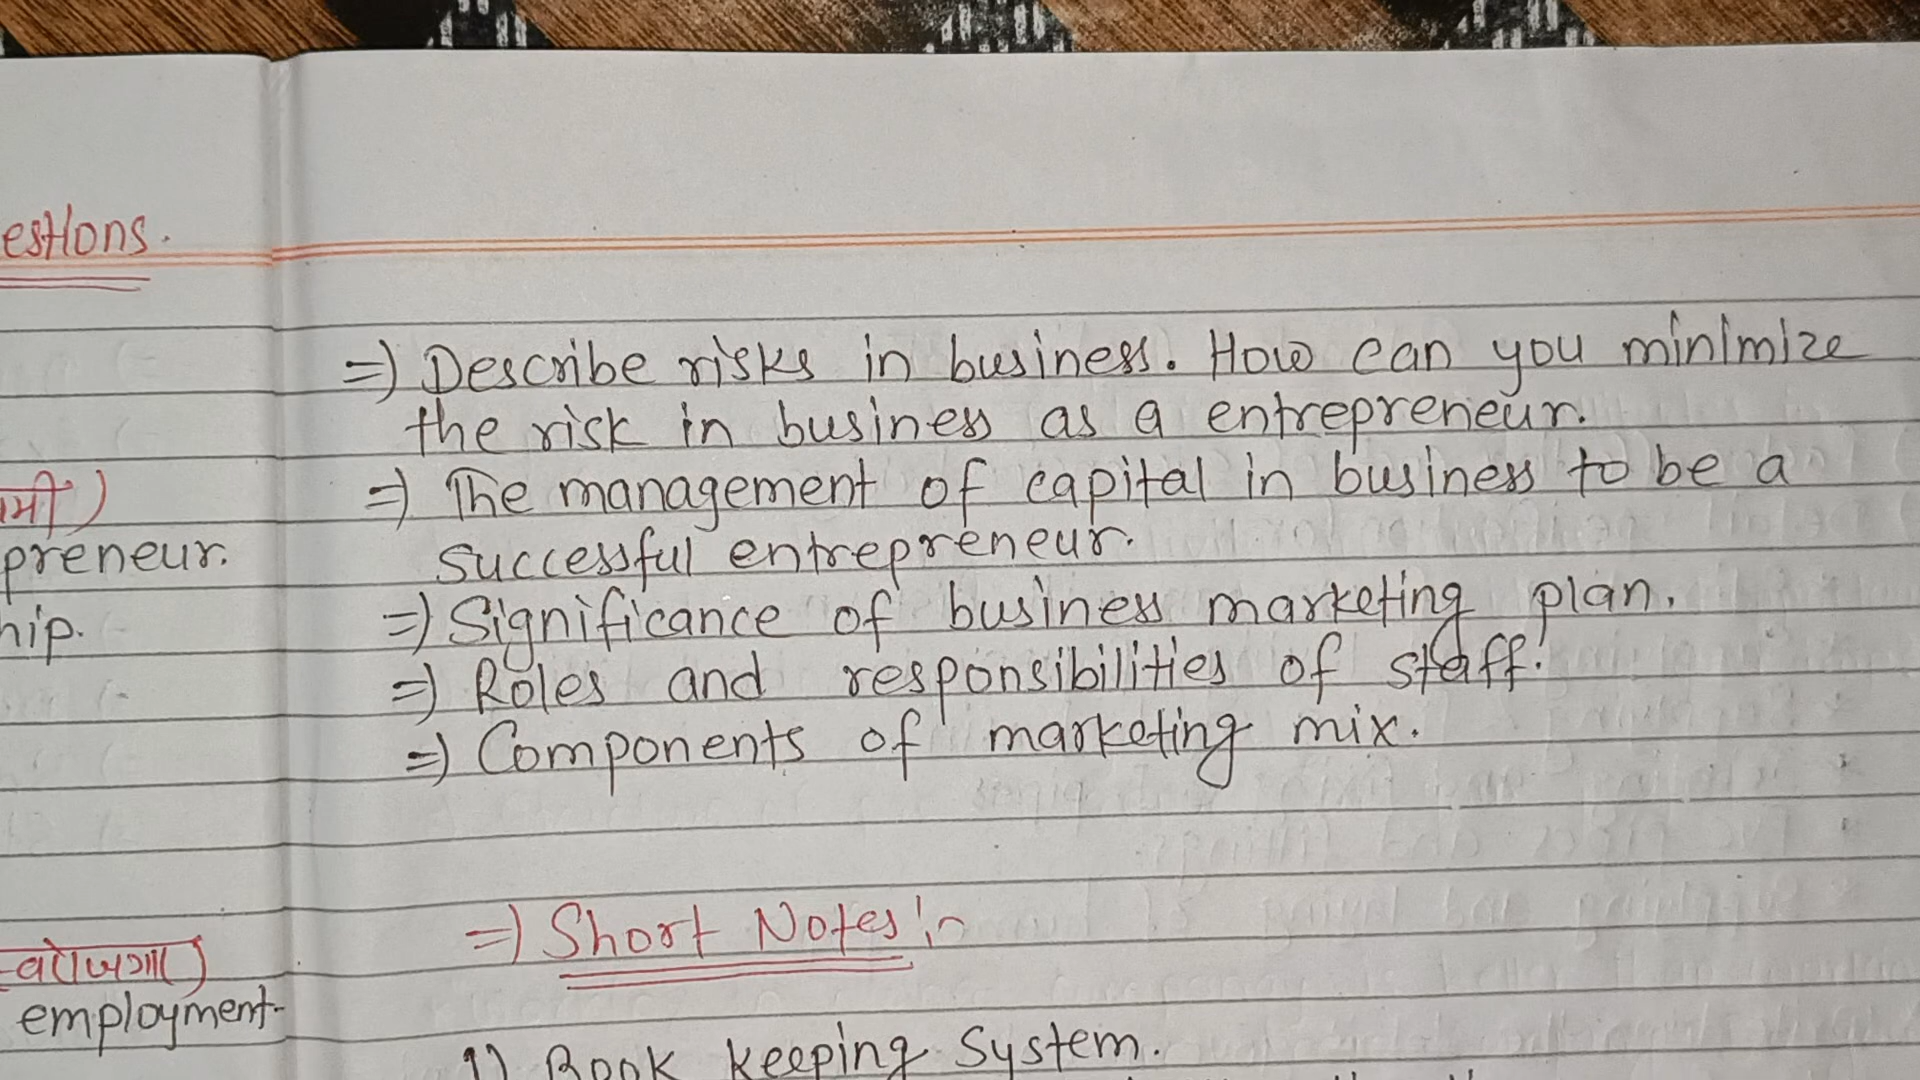 estions.
preneur.
hip.
employment-
=) Describe risks in business. How can you minimize
the risk in business as a entrepreneur.
=) The management of capital in business to be a
successful entrepreneur.
=) Significance of business marketing plan.
=) Roles and responsibilities of staff.
=) Components of marketing mix.
=) Short Notes :-
1) Book keeping System.